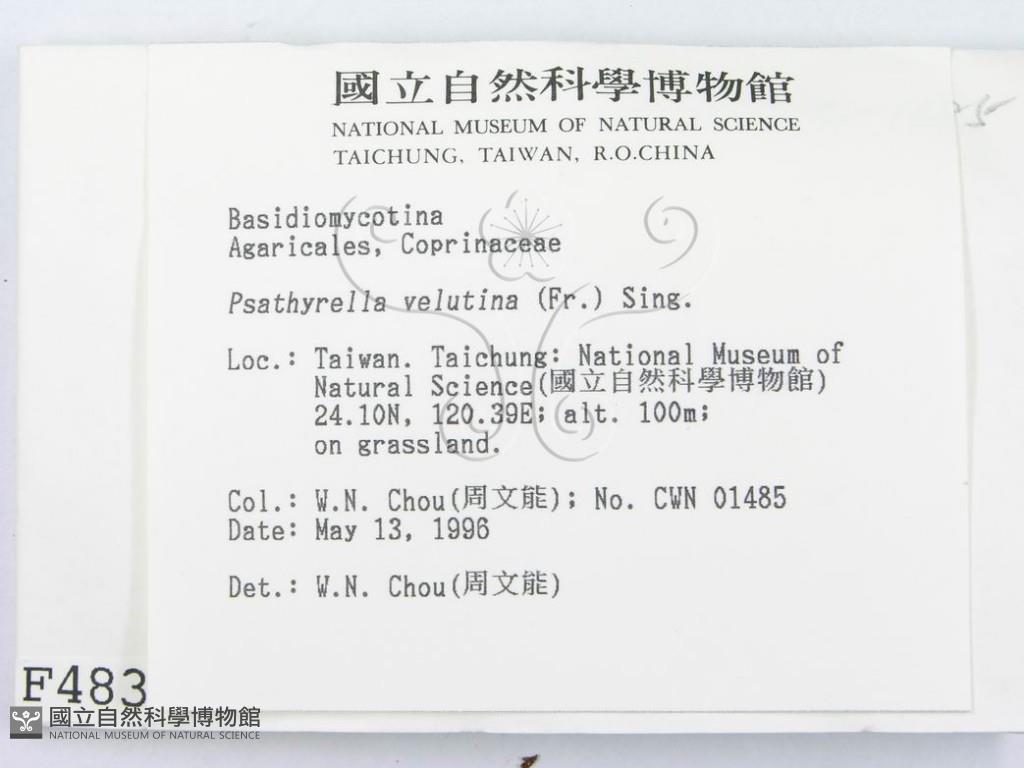 國立自然科學博物館
NATIONAL MUSEUM OF NATURAL SCIENCE
TAICHUNG, TAIWAN, R.O.CHINA
Basidiomycotina
Agaricales, Coprinaceae
Psathyrella velutina (Fr.) Sing.
Loc.: Taiwan. Taichung: National Museum of
Natural Science(國立自然科學博物館)
24.10N, 120.39E; alt. 100m;
on grassland.
Col.: W.N. Chou(周文能); No. CWN 01485
Date: May 13, 1996
Det.: W.N. Chou(周文能)
F483
國立自然科學博物館
NATIONAL MUSEUM OF NATURAL SCIENCE